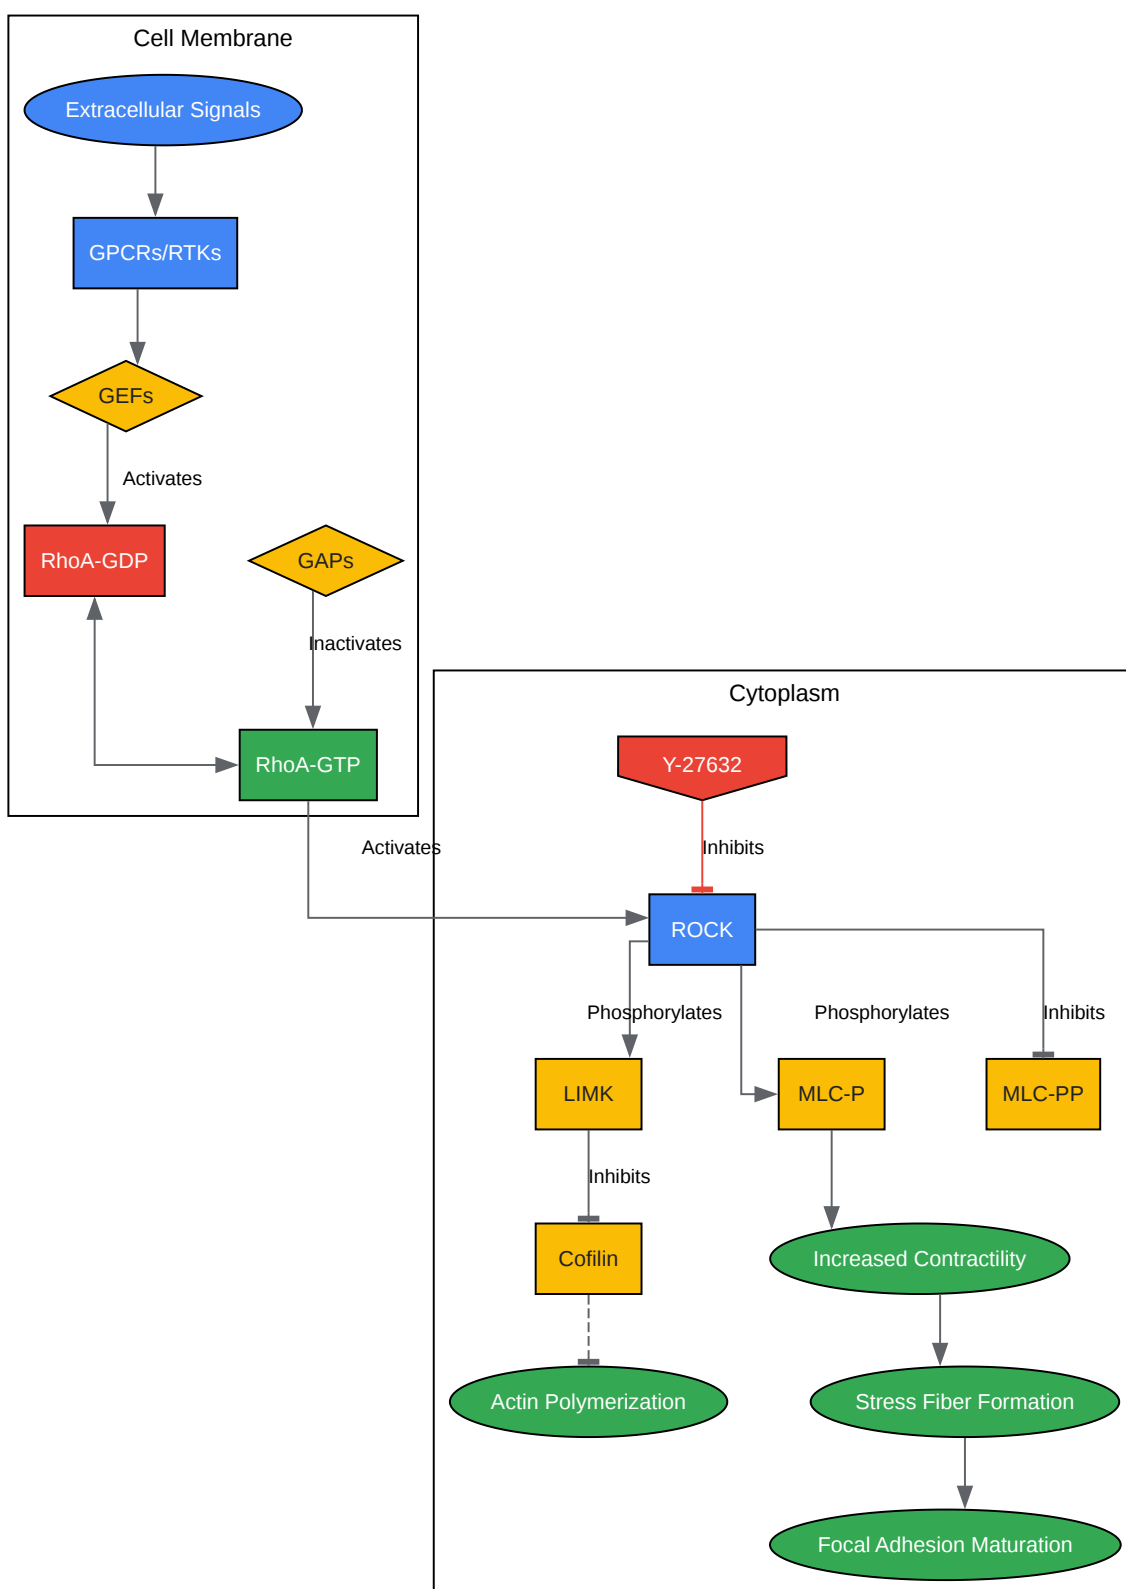 Cell Membrane
Extracellular Signals
GPCRs/RTKs
GEFs
Activates
RhoA-GDP
GAPs
Inactivates
RhoA-GTP
Activates
Cytoplasm
Y-27632
Inhibits
ROCK
Phosphorylates
Phosphorylates
Inhibits
LIMK
MLC-P
MLC-PP
Inhibits
Cofilin
Increased Contractility
Actin Polymerization
Stress Fiber Formation
Focal Adhesion Maturation